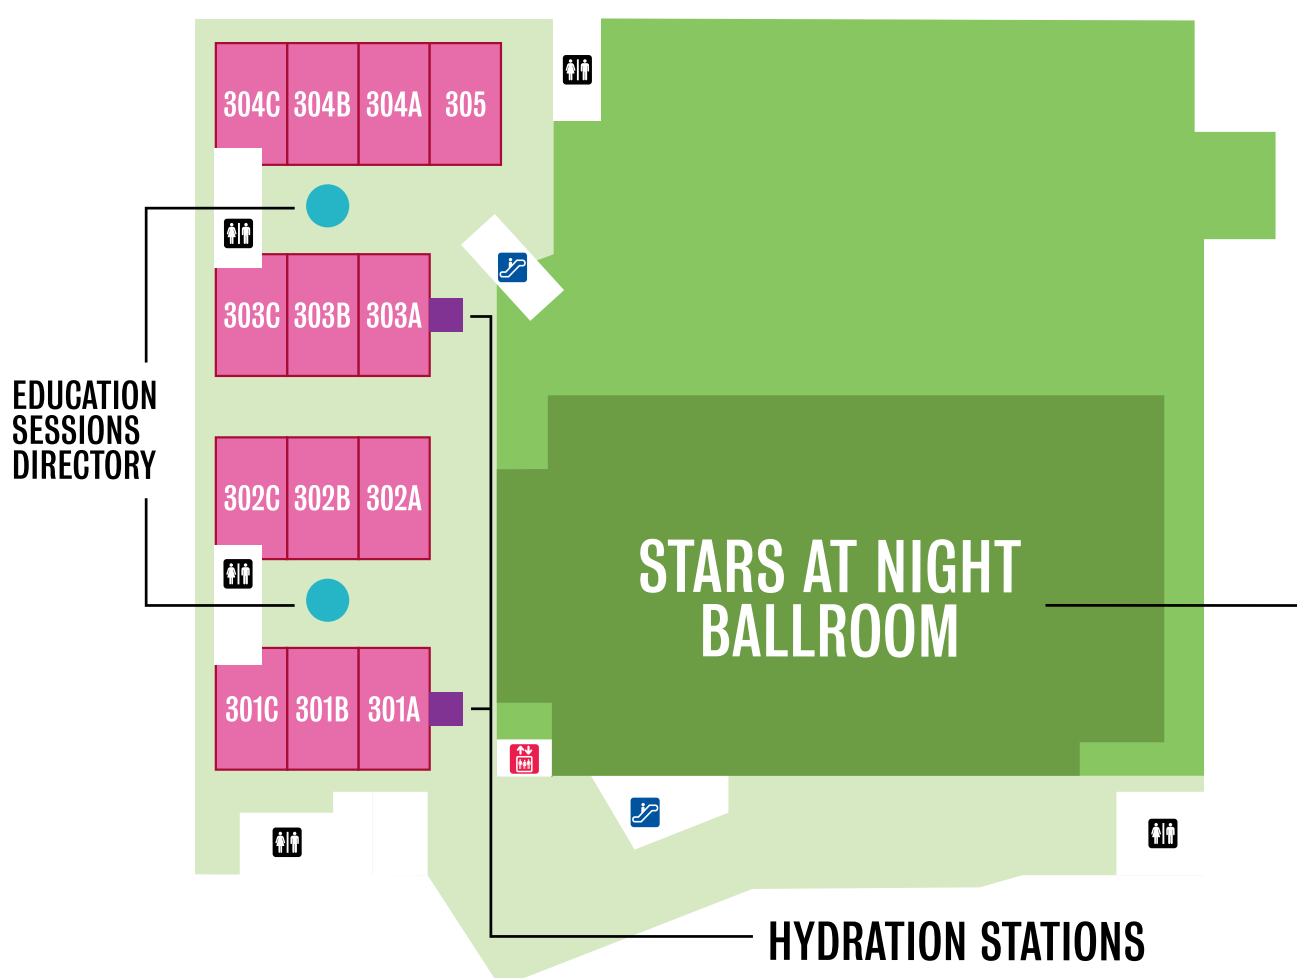 304C 304B 304A 305
303C 303B 303A
EDUCATION
SESSIONS
DIRECTORY
302C 302B 302A
STARS AT NIGHT
BALLROOM
301C 301B 301A
HYDRATION STATIONS